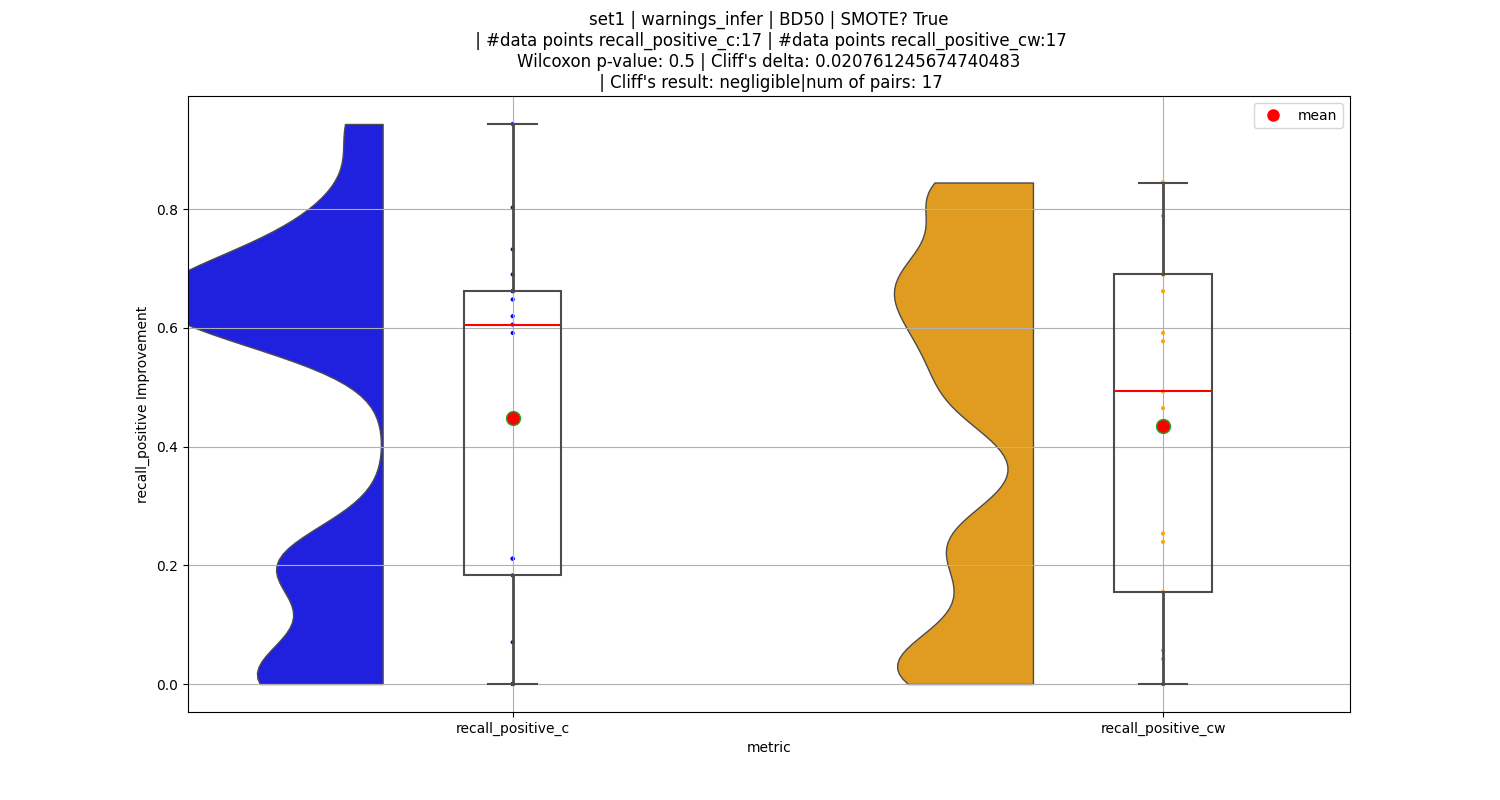 set1 | warnings_infer | BD50 | SMOTE? True
| #data points recall_positive_c:17 | #data points recall_positive_cw:17
Wilcoxon p-value: 0.5 | Cliff's delta: 0.020761245674740483
| Cliff's result: negligible|num of pairs: 17
mean
recall_positive Improvement
0.8
0.6
0.4
0.2
0.0
recall_positive_c
recall_positive_cw
metric